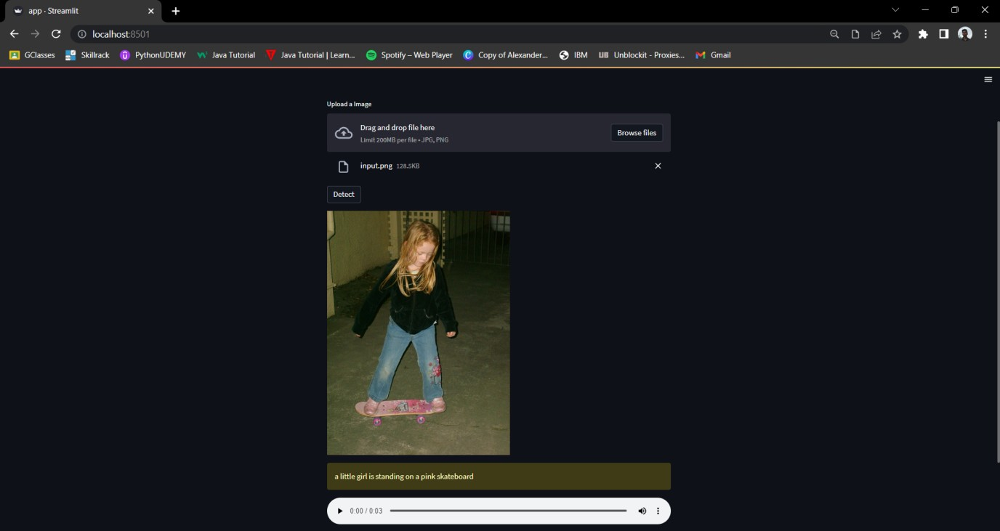 app · Streamlit
localhost:8501
GClasses
Skillrack
PythonUDEMY
Java Tutorial
Java Tutorial | Learn...
Spotify – Web Player
Copy of Alexander...
IBM
UB
Unblockit - Proxies...
Gmail
Upload a Image
Drag and drop file here
Limit 200MB per file • JPG, PNG
Browse files
input.png 128.5KB
Detect
a little girl is standing on a pink skateboard
0:00 / 0:03